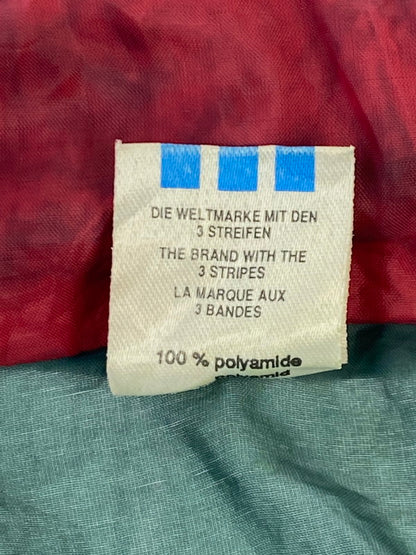 DIE WELTMARKE MIT DEN
3 STREIFEN
THE BRAND WITH THE
3 STRIPES
LA MARQUE AUX
3 BANDES
100 % polyamide
polyamid